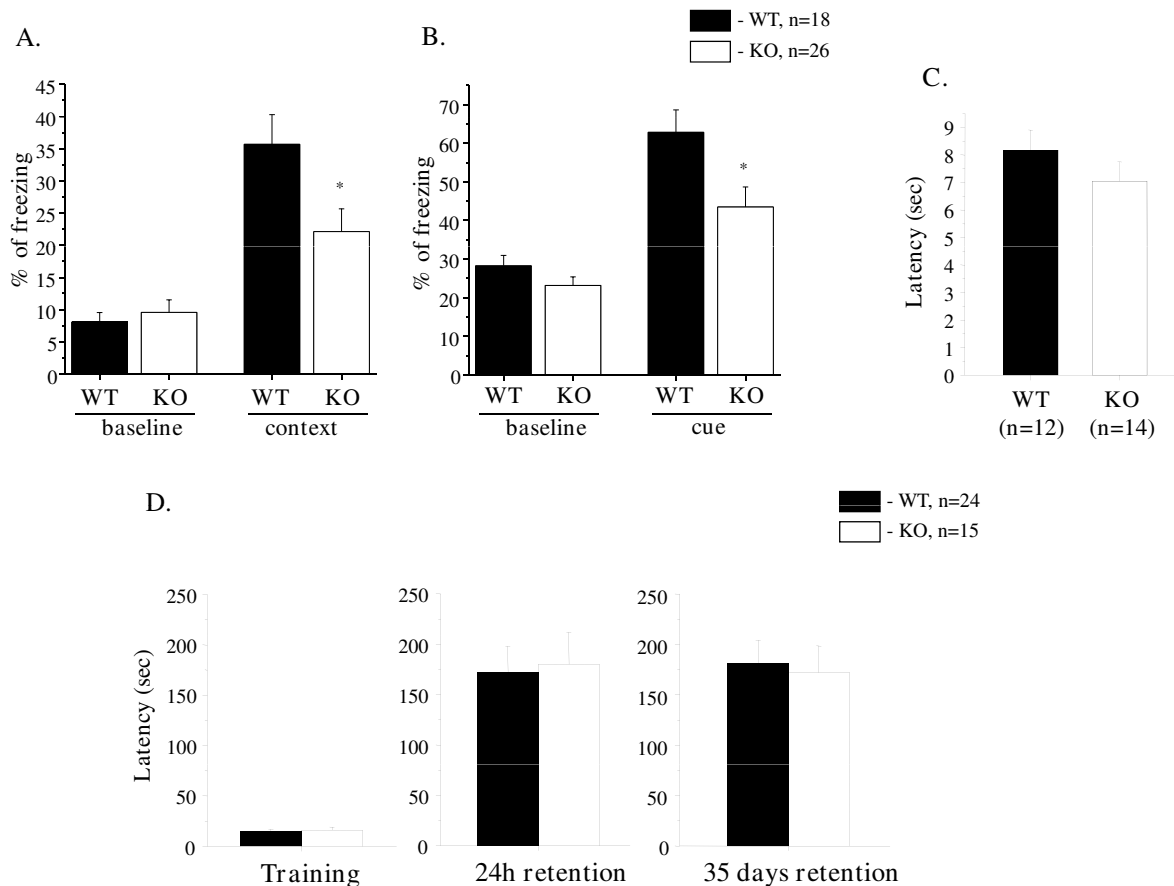 - WT, n=18
- KO, n=26
A.
45
40
35
30
25
20
15
10
5
0
% of freezing
WT KO WT KO
baseline context
B.
70
60
50
40
30
20
10
0
% of freezing
*
*
WT KO WT KO
baseline cue
C.
9
8
7
6
5
4
3
2
1
0
Latency (sec)
WT KO
(n=12) (n=14)
D.
- WT, n=24
- KO, n=15
250
200
150
100
50
0
Latency (sec)
Training
250
200
150
100
50
0
24h retention
250
200
150
100
50
0
35 days retention